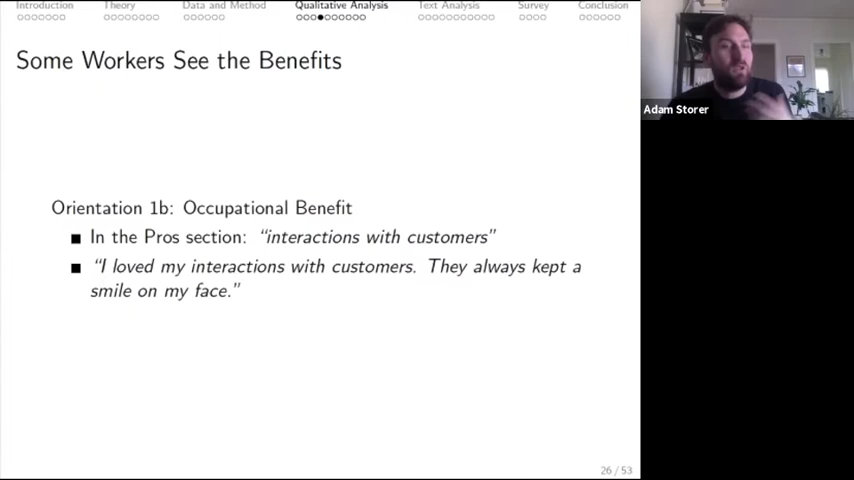 Introduction Theory Data and Method Qualitative Analysis Text Analysis Survey Conclusion
Some Workers See the Benefits
Adam Storer
Orientation 1b: Occupational Benefit
In the Pros section: “interactions with customers”
“I loved my interactions with customers. They always kept a
smile on my face.”
26 / 53